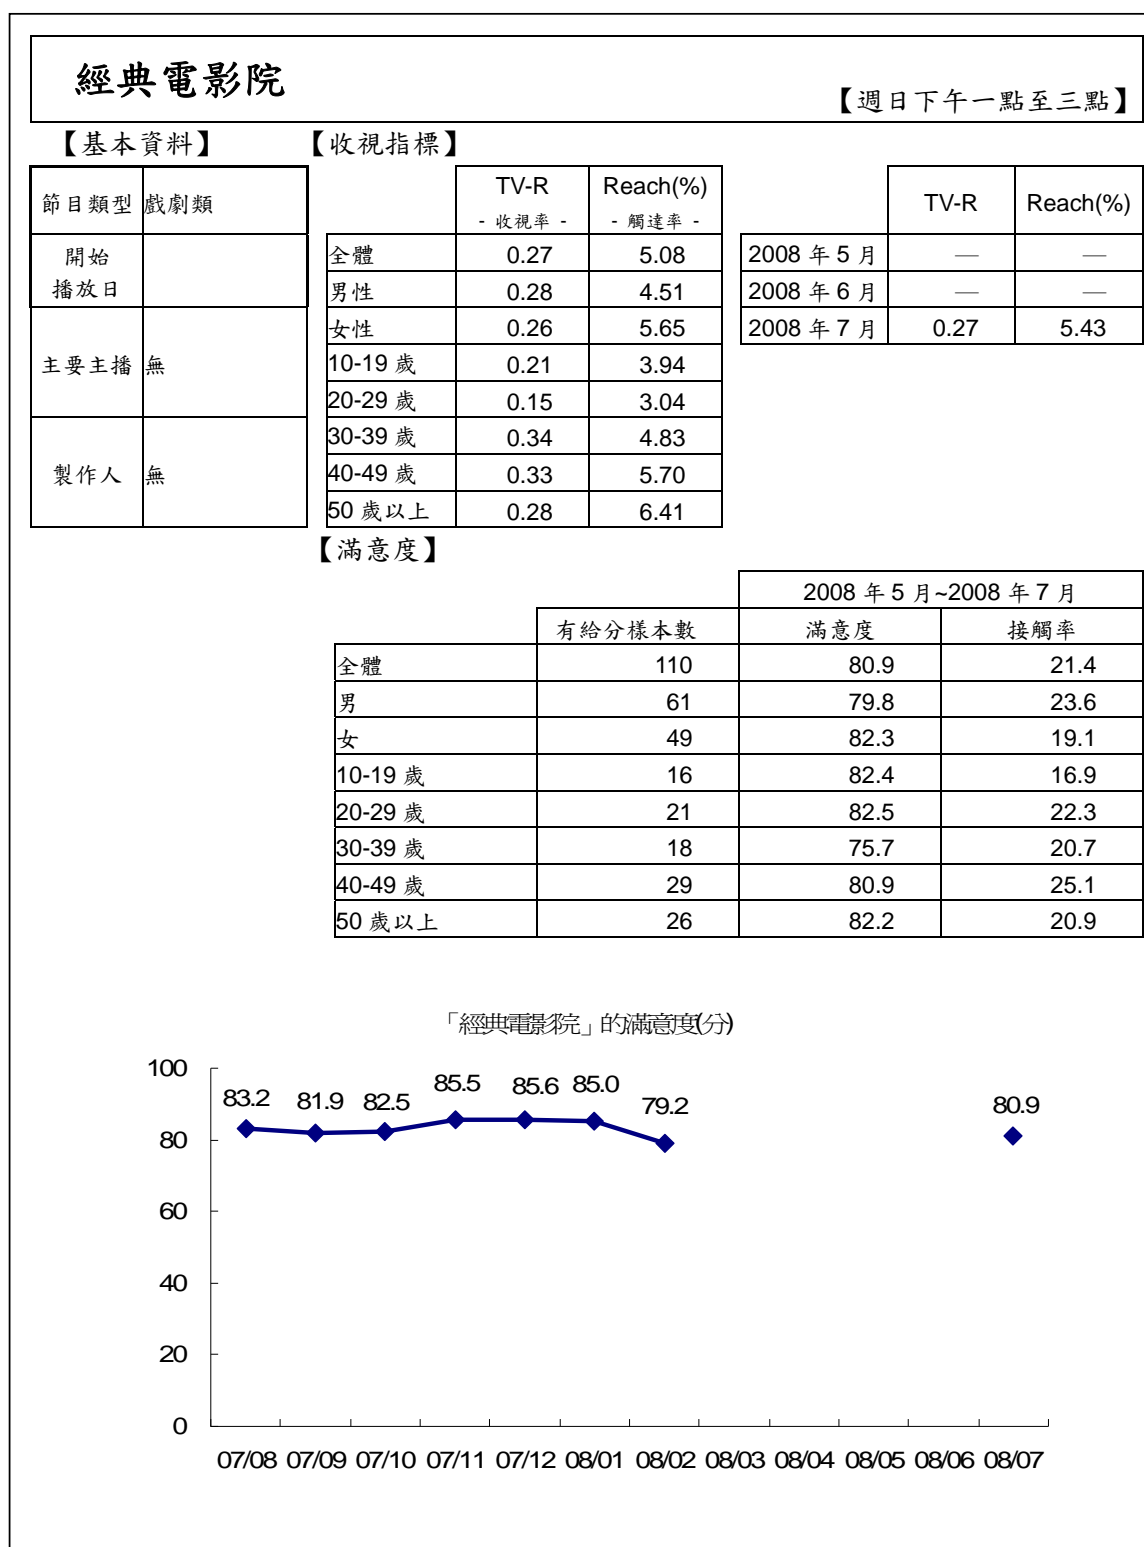 經典電影院
【週日下午一點至三點】
【基本資料】 【收視指標】
節目類型 戲劇類
開始
播放日
主要主播 無
製作人 無
TV-R Reach(%)
- 收視率 - - 觸達率 -
全體 0.27 5.08
男性 0.28 4.51
女性 0.26 5.65
10-19 歲 0.21 3.94
20-29 歲 0.15 3.04
30-39 歲 0.34 4.83
40-49 歲 0.33 5.70
50 歲以上 0.28 6.41
TV-R Reach(%)
2008 年 5 月 — —
2008 年 6 月 — —
2008 年 7 月 0.27 5.43
【滿意度】
2008 年 5 月~2008 年 7 月
有給分樣本數 滿意度 接觸率
全體 110 80.9 21.4
男 61 79.8 23.6
女 49 82.3 19.1
10-19 歲 16 82.4 16.9
20-29 歲 21 82.5 22.3
30-39 歲 18 75.7 20.7
40-49 歲 29 80.9 25.1
50 歲以上 26 82.2 20.9
「經典電影院」的滿意度(分)
100
80
60
40
20
0
83.2 81.9 82.5 85.5 85.6 85.0 79.2 80.9
07/08 07/09 07/10 07/11 07/12 08/01 08/02 08/03 08/04 08/05 08/06 08/07